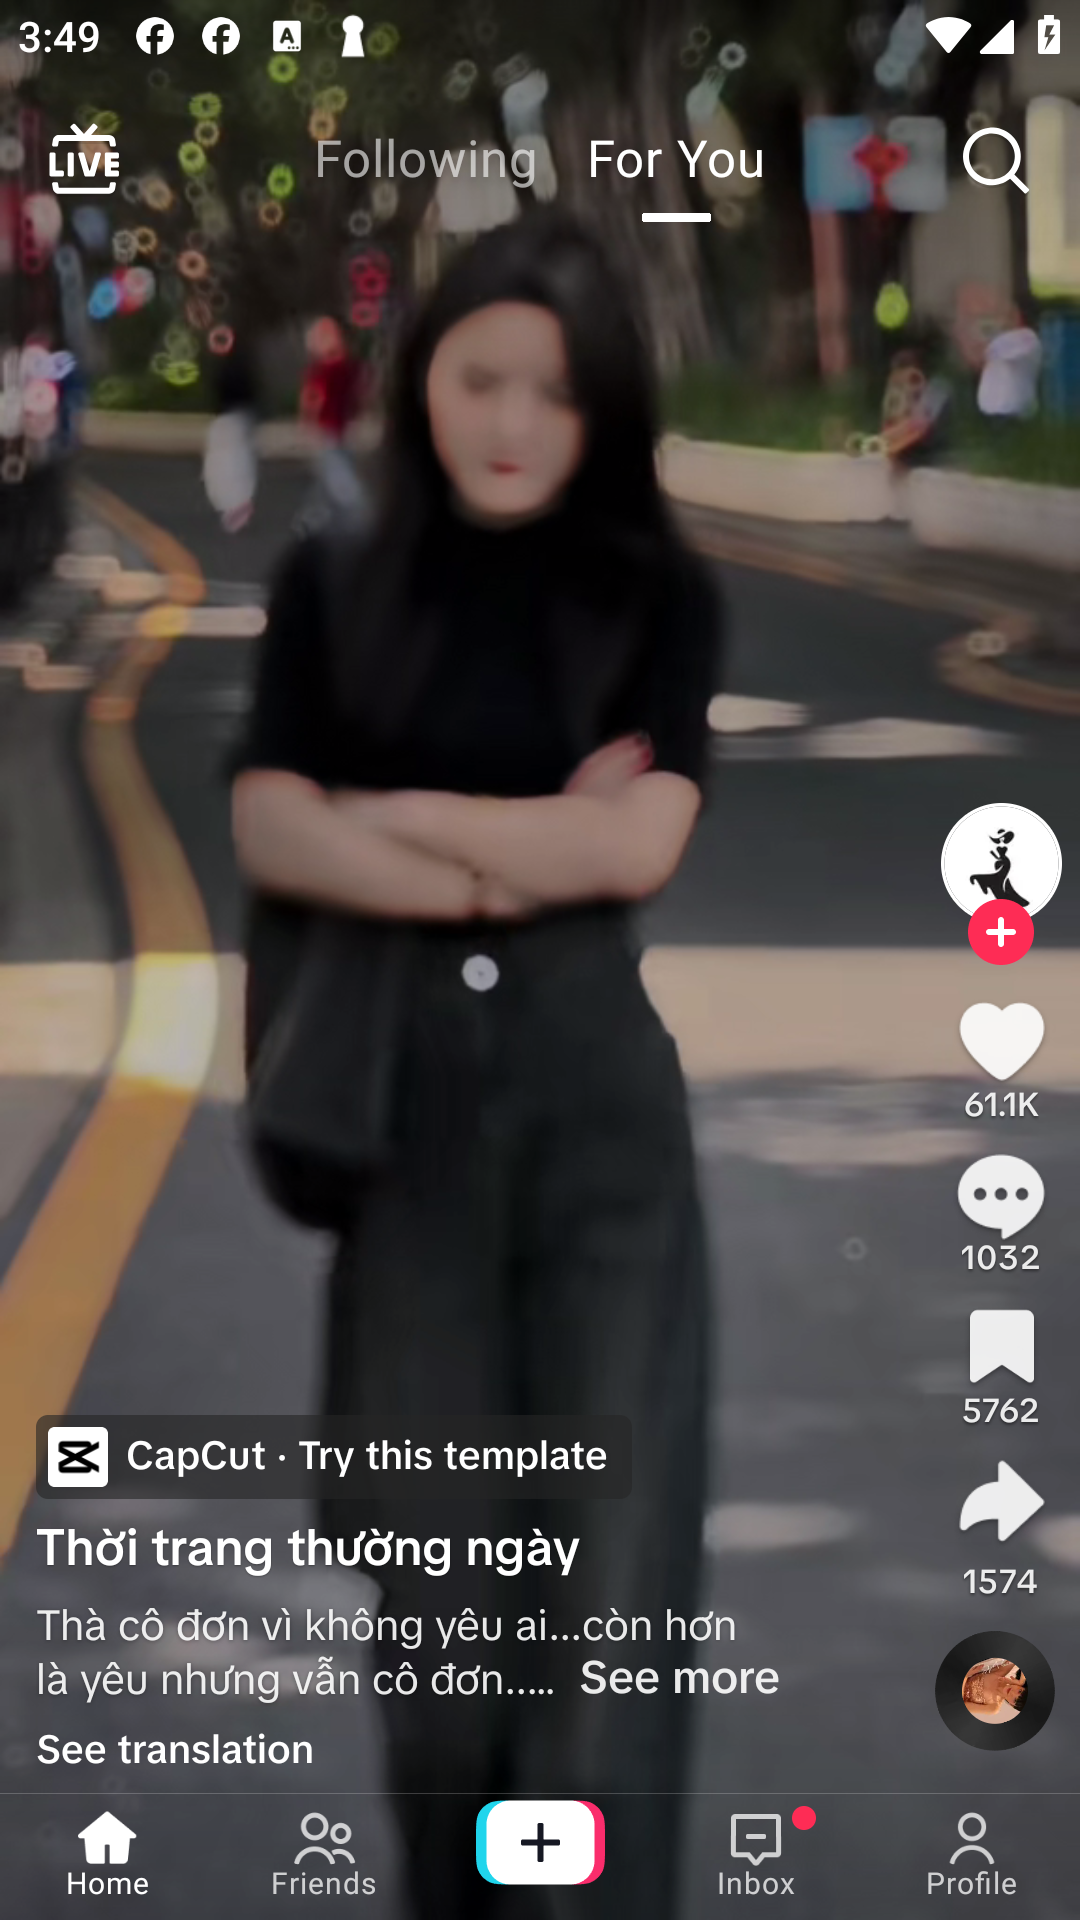 3:49
LIVE
Following
For You
61.1K
1032
5762
1574
CapCut · Try this template
Thời trang thường ngày
Thà cô đơn vì không yêu ai...còn hơn
là yêu nhưng vẫn cô đơn..... See more
See translation
Home
Friends
Inbox
Profile